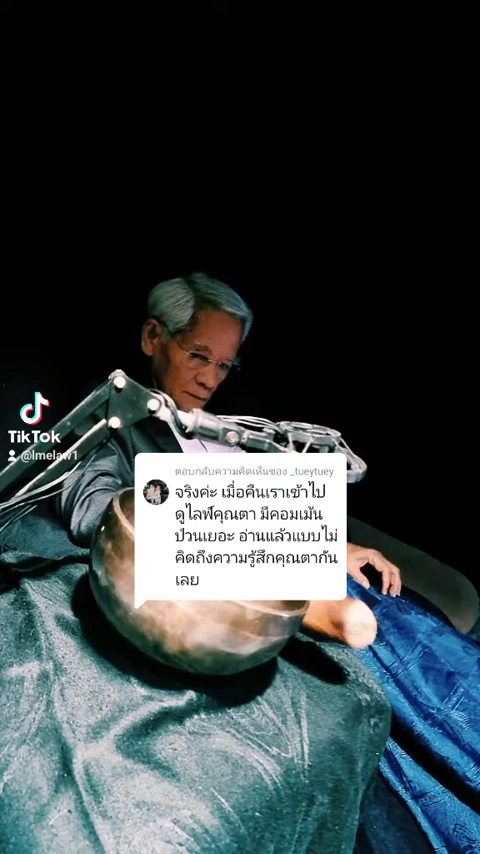 TikTok
@lmelaw1
ตอบกลับความคิดเห็นของ _tueytuey
จริงค่ะ เมื่อคืนเราเข้าไป
ดูไลฟ์คุณตา มีคอมเม้น
ป่วนเยอะ อ่านแล้วแบบไม่
คิดถึงความรู้สึกคุณตากัน
เลย